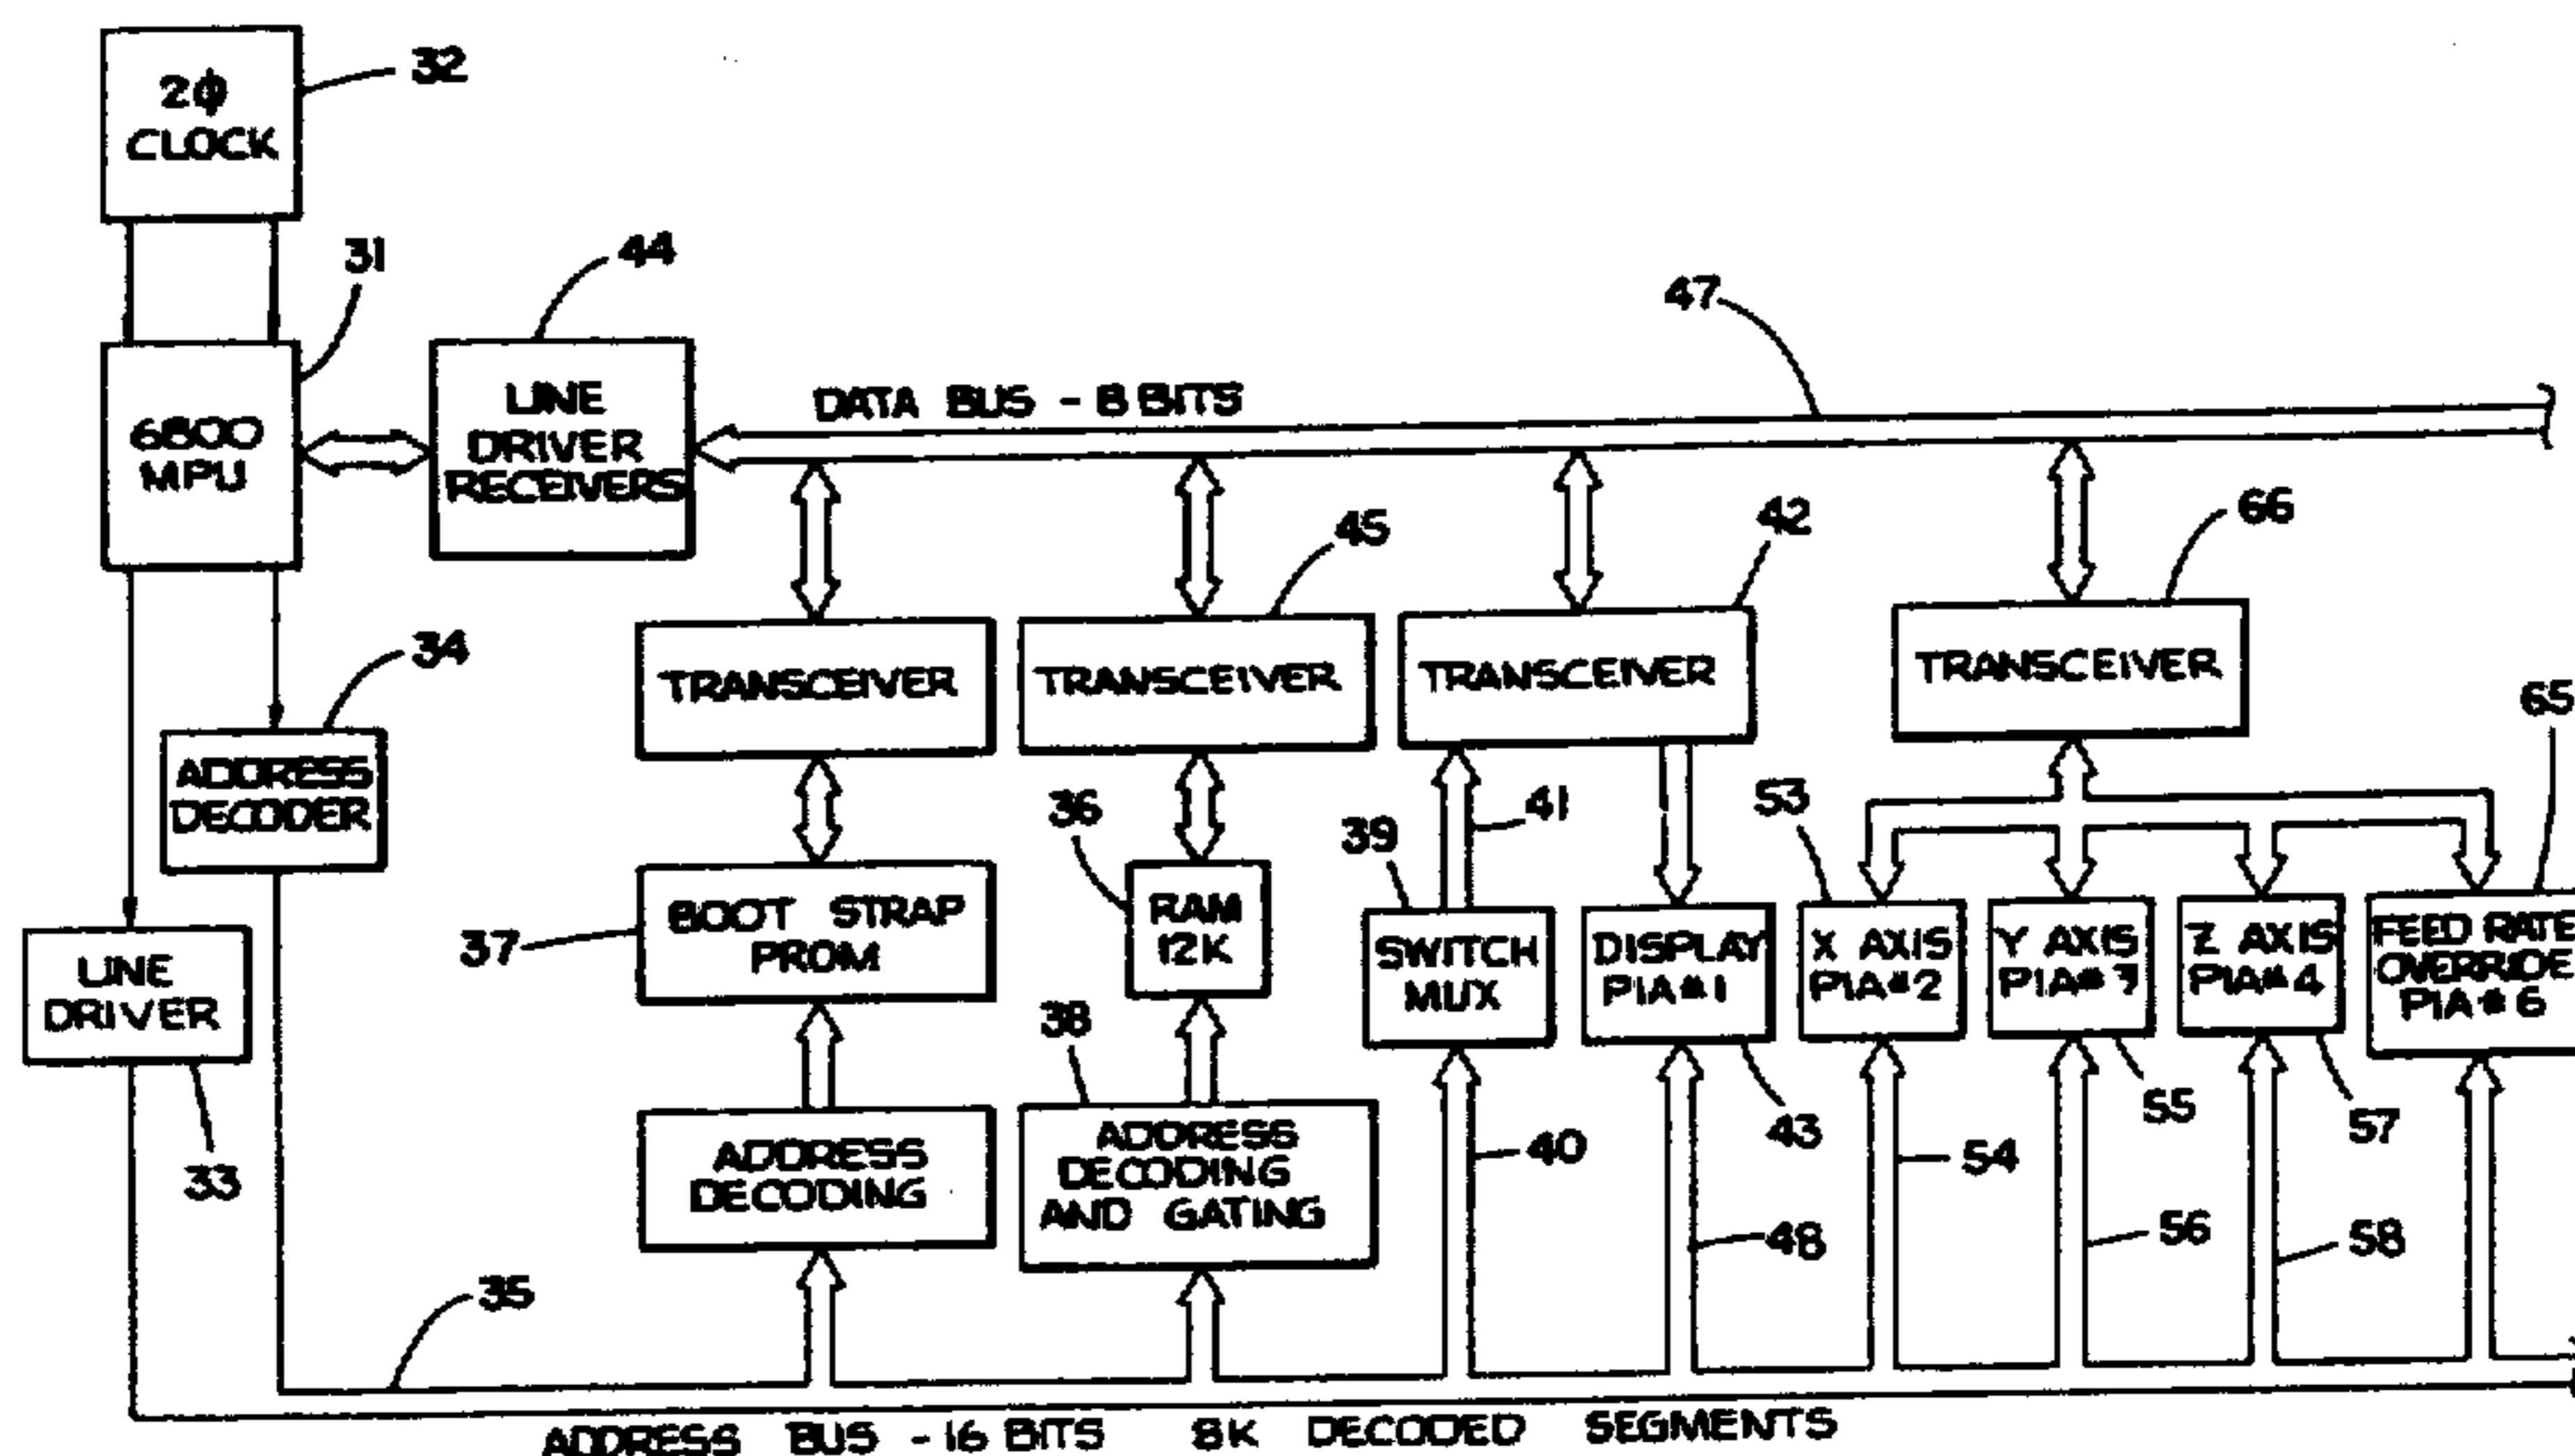 2ϕ
CLOCK
32
31
44
47
6800
MPU
LINE
DRIVER
RECEIVERS
DATA BUS - 8 BITS
45
42
66
34
TRANSCEIVER
TRANSCEIVER
TRANSCEIVER
TRANSCEIVER
65
ADDRESS
DECODER
36
39
41
53
37
BOOT STRAP
PROM
RAM
12K
SWITCH
MUX
DISPLAY
PIA#1
X AXIS
PIA#2
Y AXIS
PIA#3
Z AXIS
PIA#4
FEED RATE
OVERRIDE
PIA#6
LINE
DRIVER
38
33
ADDRESS
DECODING
ADDRESS
DECODING
AND GATING
40
43
54
55
57
48
56
58
35
ADDRESS BUS - 16 BITS 8K DECODED SEGMENTS